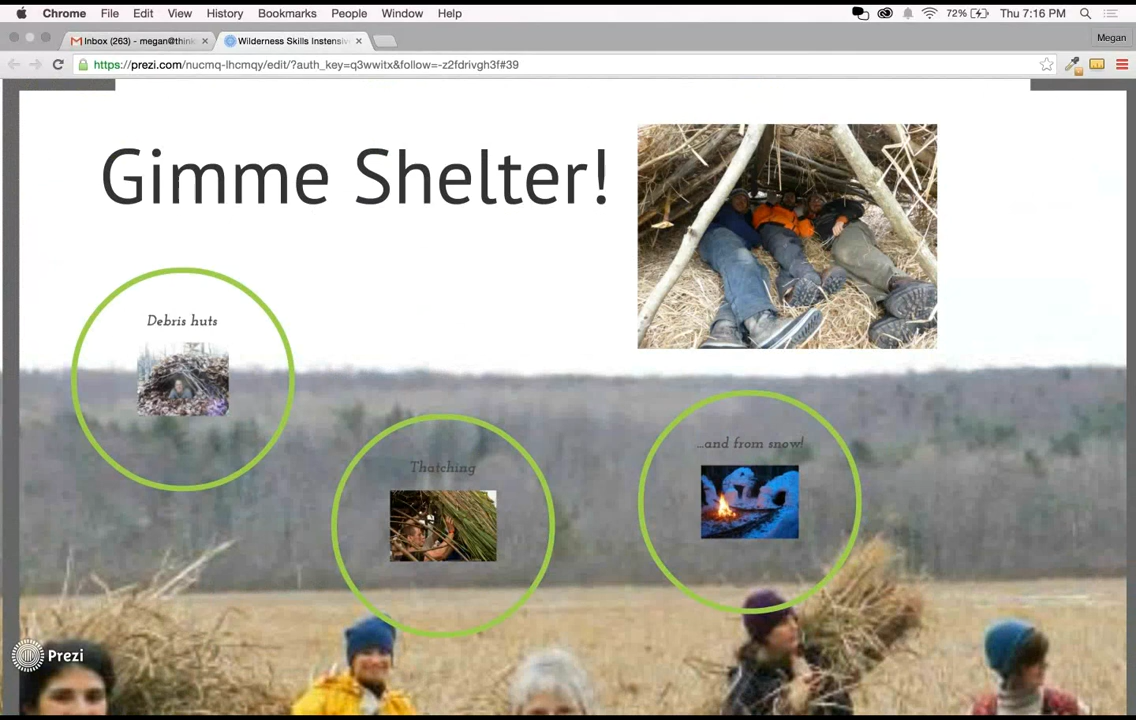 Chrome File Edit View History Bookmarks People Window Help 72% Thu 7:16 PM
Inbox (263) - megan@think Wilderness Skills Instensiv Megan
https://prezi.com/nucmq-lhcmqy/edit/?auth_key=q3wwitx&follow=-z2fdrivgh3f#39
Gimme Shelter!
Debris huts
...and from snow!
Thatching
Prezi